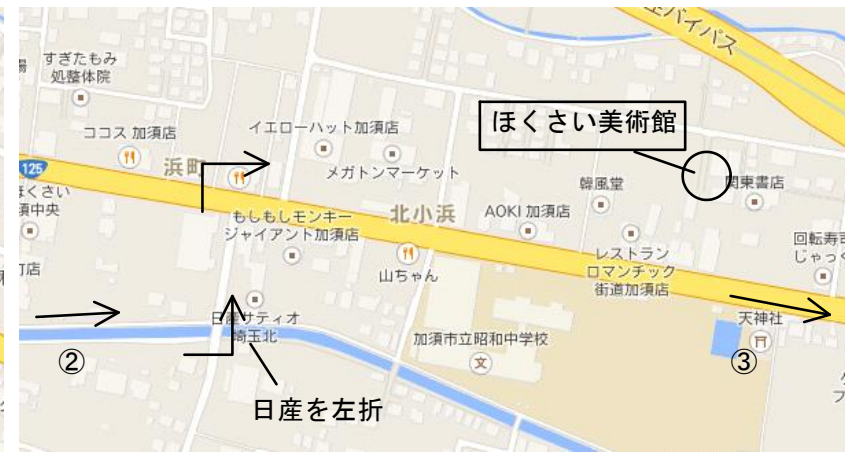 バイパス
すぎたもみ
処整体院
ココス 加須店
125
浜町
イエローハット加須店
メガトンマーケット
ほくさい美術館
韓風堂
関東書店
ほくさい
須中央
もしもしモンキー
ジャイアント加須店
北小浜
AOKI 加須店
山ちゃん
レストラン
ロマンチック
街道加須店
回転寿司
じゃっく
町店
日産サティオ
埼玉北
加須市立昭和中学校
文
天神社
②
③
日産を左折